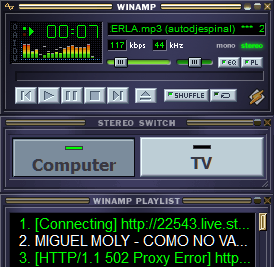 WINAMP
O A I D V
00:00
.ERLA.mp3 (autodjespinal) *** 2
117 kbps 44 kHz mono stereo
EQ PL
SHUFFLE
STEREO SWITCH
Computer TV
WINAMP PLAYLIST
1. [Connecting] http://22543.live.st...
2. MIGUEL MOLY - COMO NO VA...
3. [HTTP/1.1 502 Proxy Error] http...